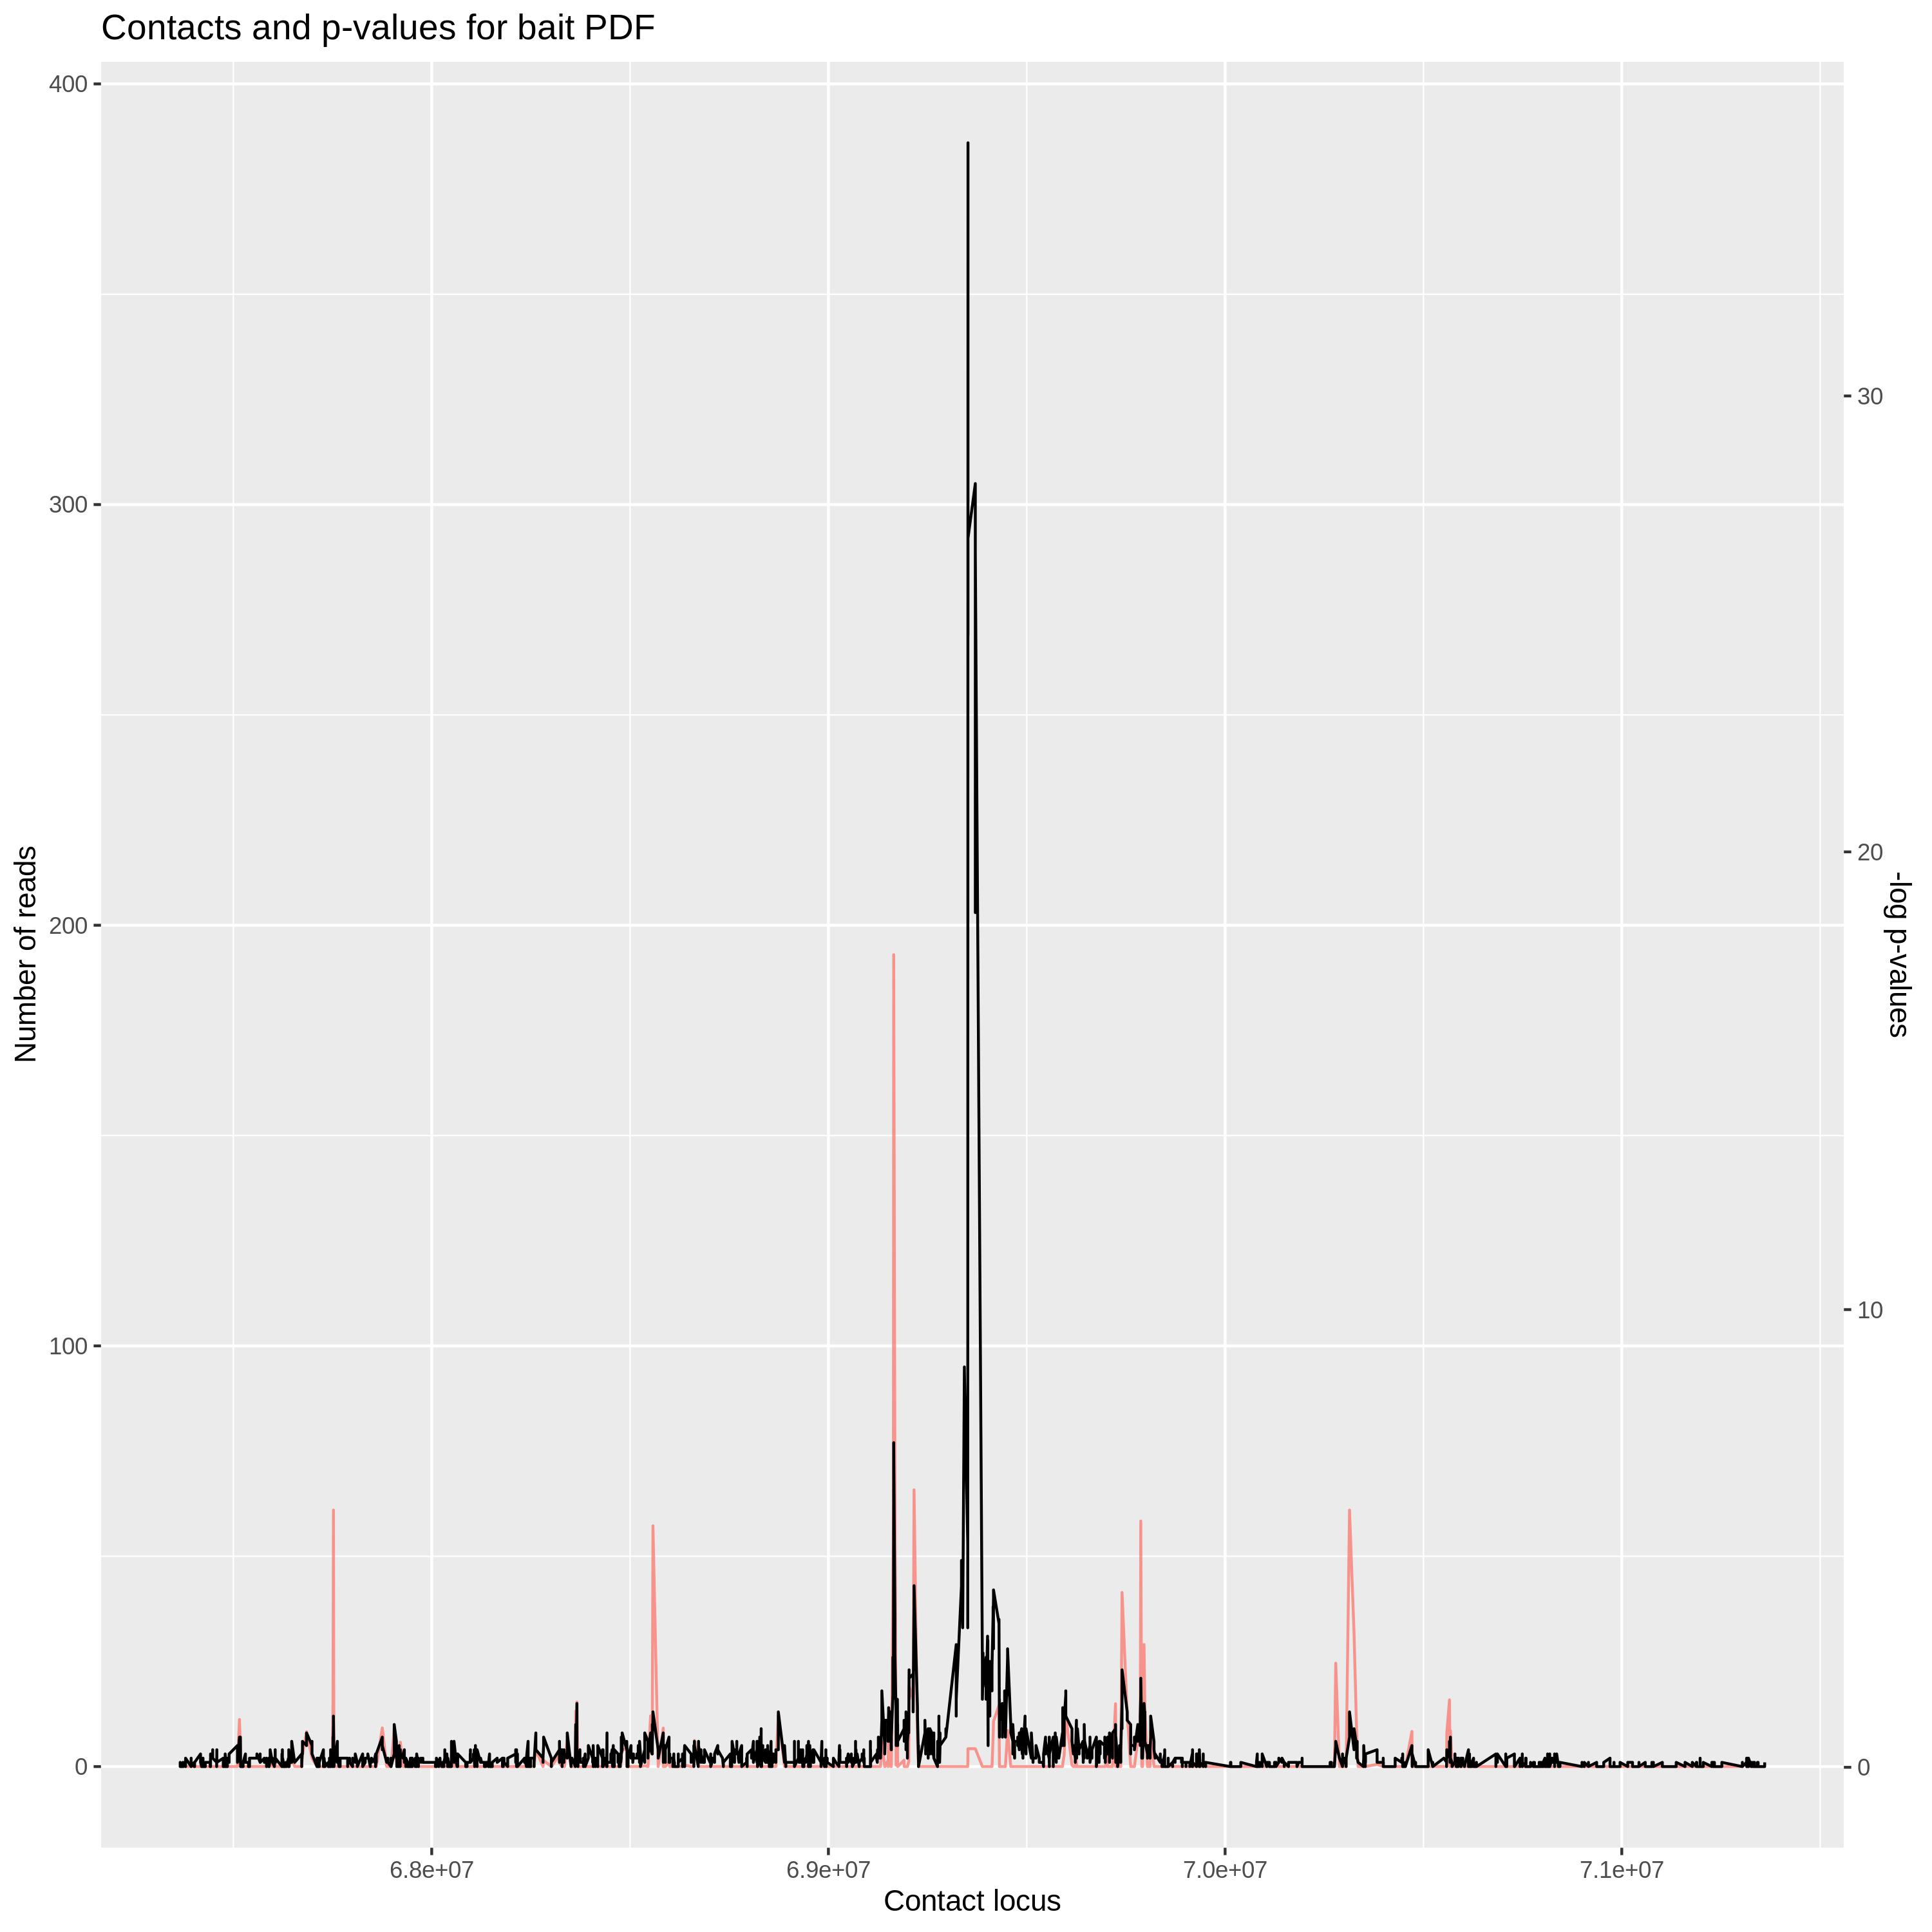 Contacts and p-values for bait PDF
400
300
200
100
0
Number of reads
30
20
10
0
-log p-values
6.8e+07
6.9e+07
7.0e+07
7.1e+07
Contact locus